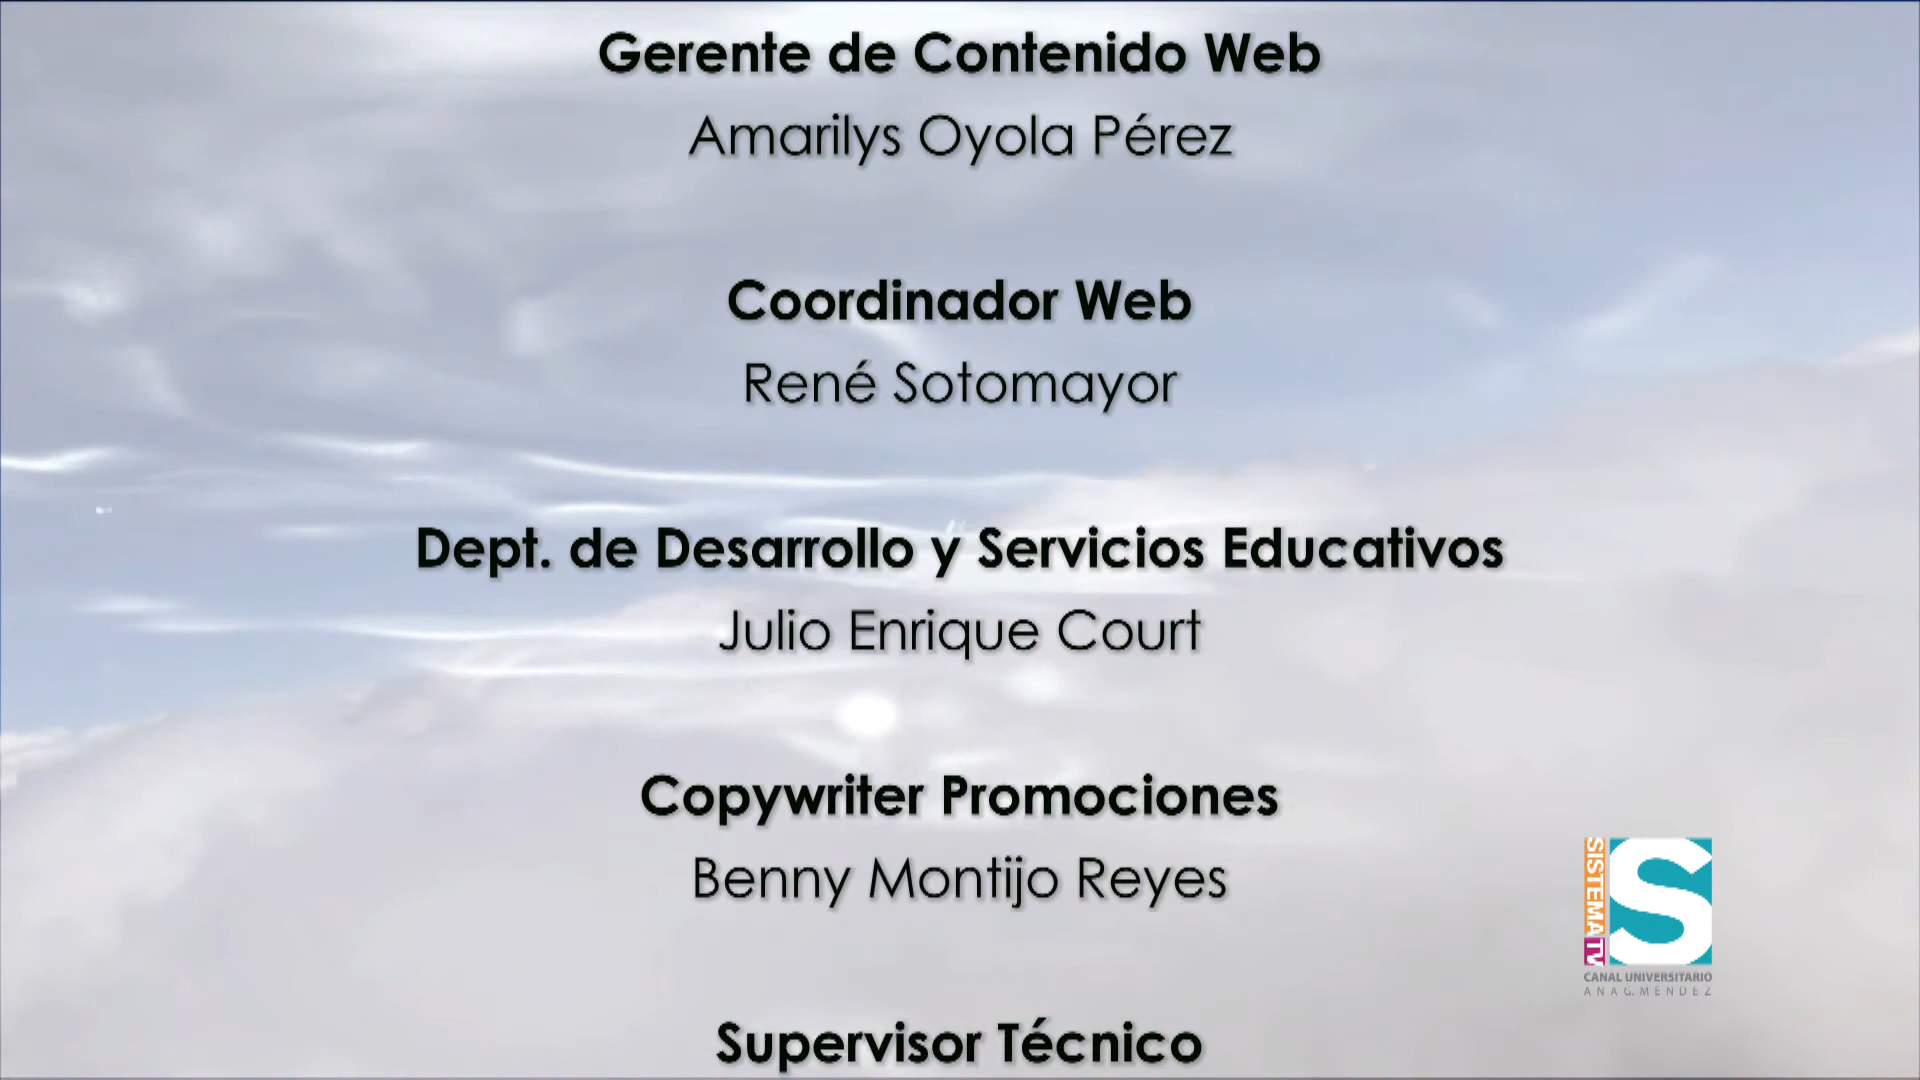 Gerente de Contenido Web
Amarilys Oyola Pérez
Coordinador Web
René Sotomayor
Dept. de Desarrollo y Servicios Educativos
Julio Enrique Court
Copywriter Promociones
Benny Montijo Reyes
SISTEMA TV
S
CANAL UNIVERSITARIO
ANA G. MÉNDEZ
Supervisor Técnico